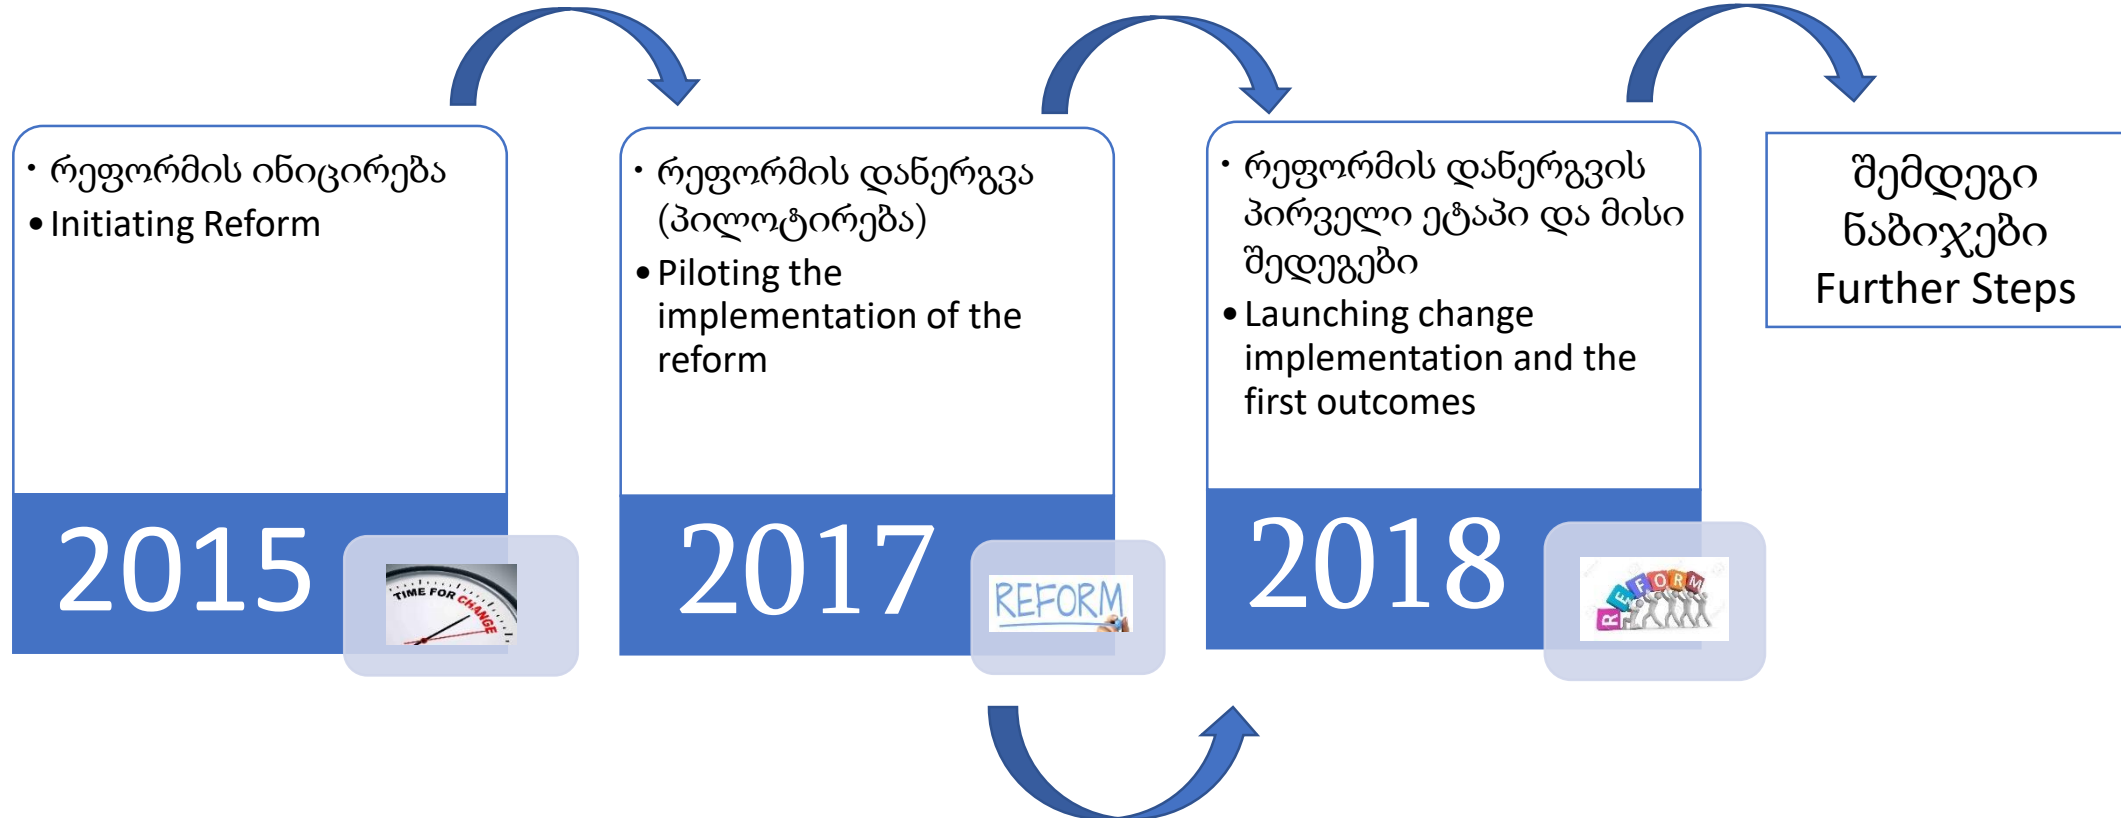 · რეფორმის ინიცირება
• Initiating Reform
2015
TIME FOR CHANGE
· რეფორმის დანერგვა
(პილოტირება)
• Piloting the
implementation of the
reform
2017
REFORM
· რეფორმის დანერგვის
პირველი ეტაპი და მისი
შედეგები
• Launching change
implementation and the
first outcomes
2018
REFORM
შემდეგი
ნაბიჯები
Further Steps